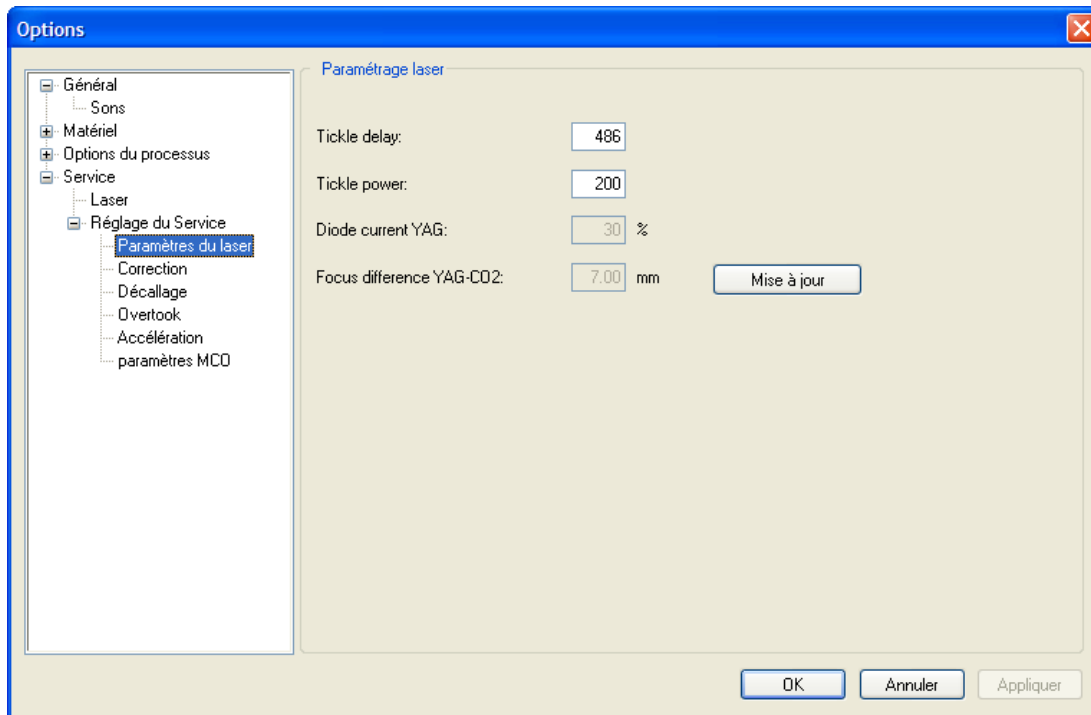 Options
Général
Sons
Matériel
Options du processus
Service
Laser
Réglage du Service
Paramètres du laser
Correction
Décallage
Overtook
Accélération
paramètres MCO
Paramétrage laser
Tickle delay: 486
Tickle power: 200
Diode current YAG: 30 %
Focus difference YAG-CO2: 7.00 mm Mise à jour
OK Annuler Appliquer